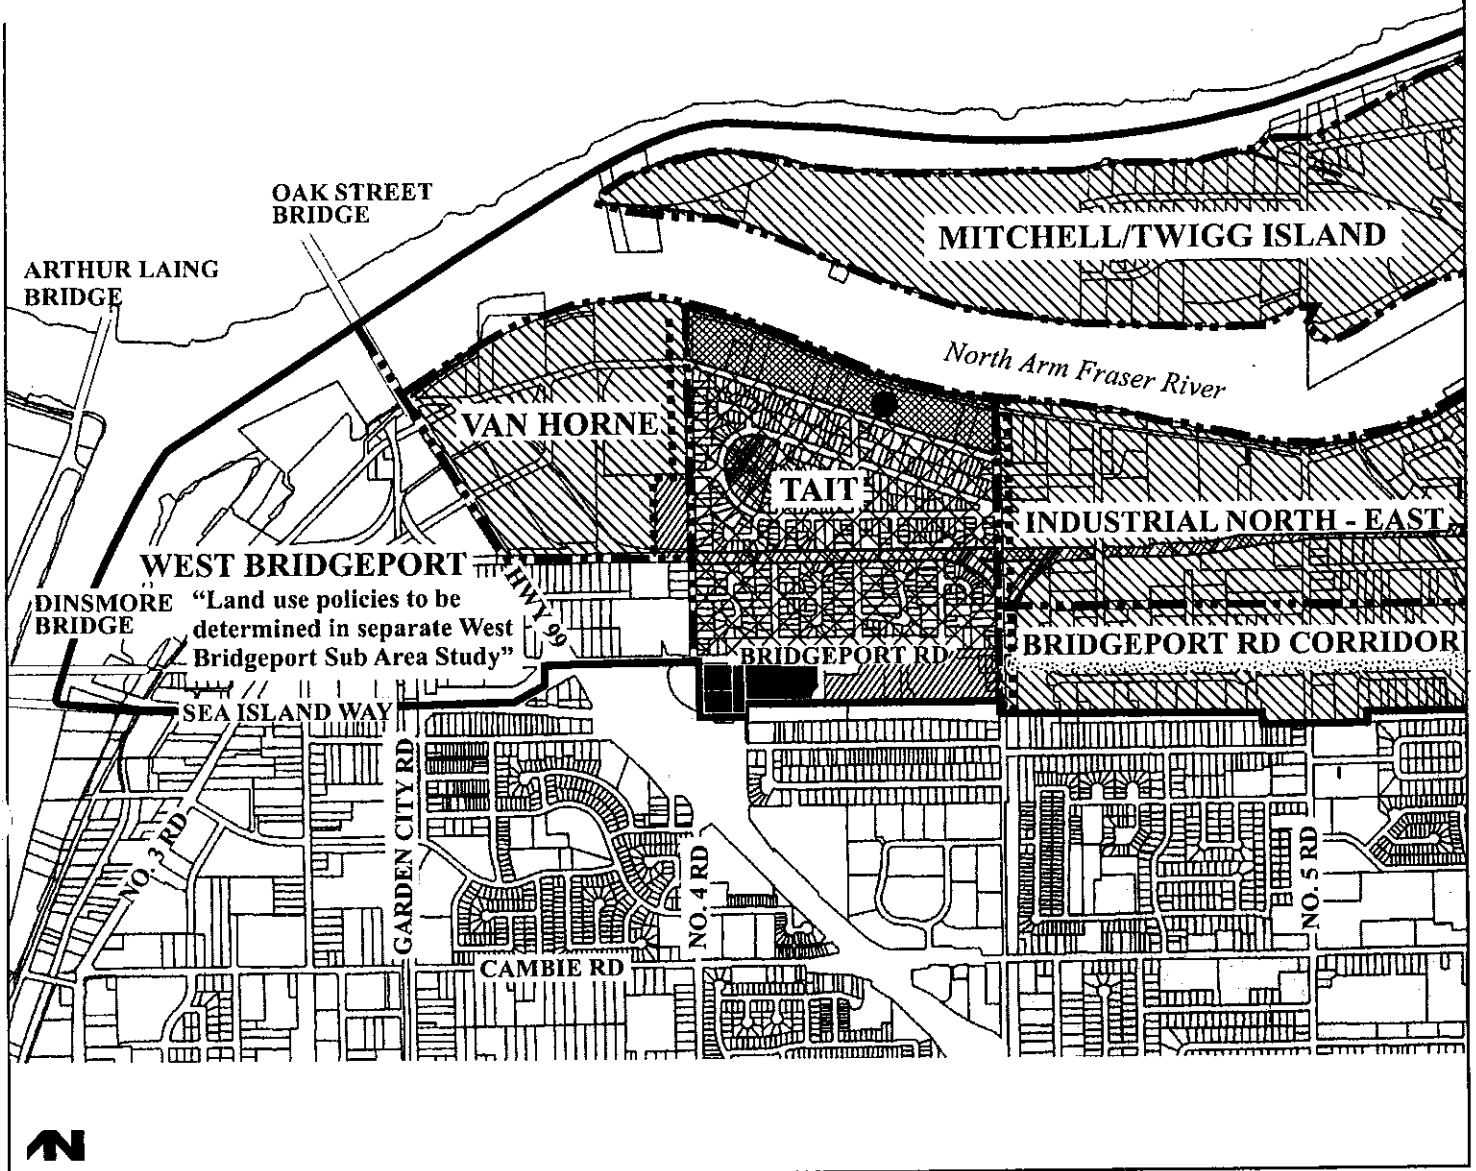 OAK STREET
BRIDGE
ARTHUR LAING
BRIDGE
MITCHELL/TWIGG ISLAND
North Arm Fraser River
VAN HORNE
TAIT
INDUSTRIAL NORTH - EAST
WEST BRIDGEPORT
"Land use policies to be
determined in separate West
Bridgeport Sub Area Study"
HWY 99
DINSMORE
BRIDGE
BRIDGEPORT RD CORRIDOR
BRIDGEPORT RD
SEA ISLAND WAY
NO. 3 RD
GARDEN CITY RD
NO. 4 RD
NO. 5 RD
CAMBIE RD
N